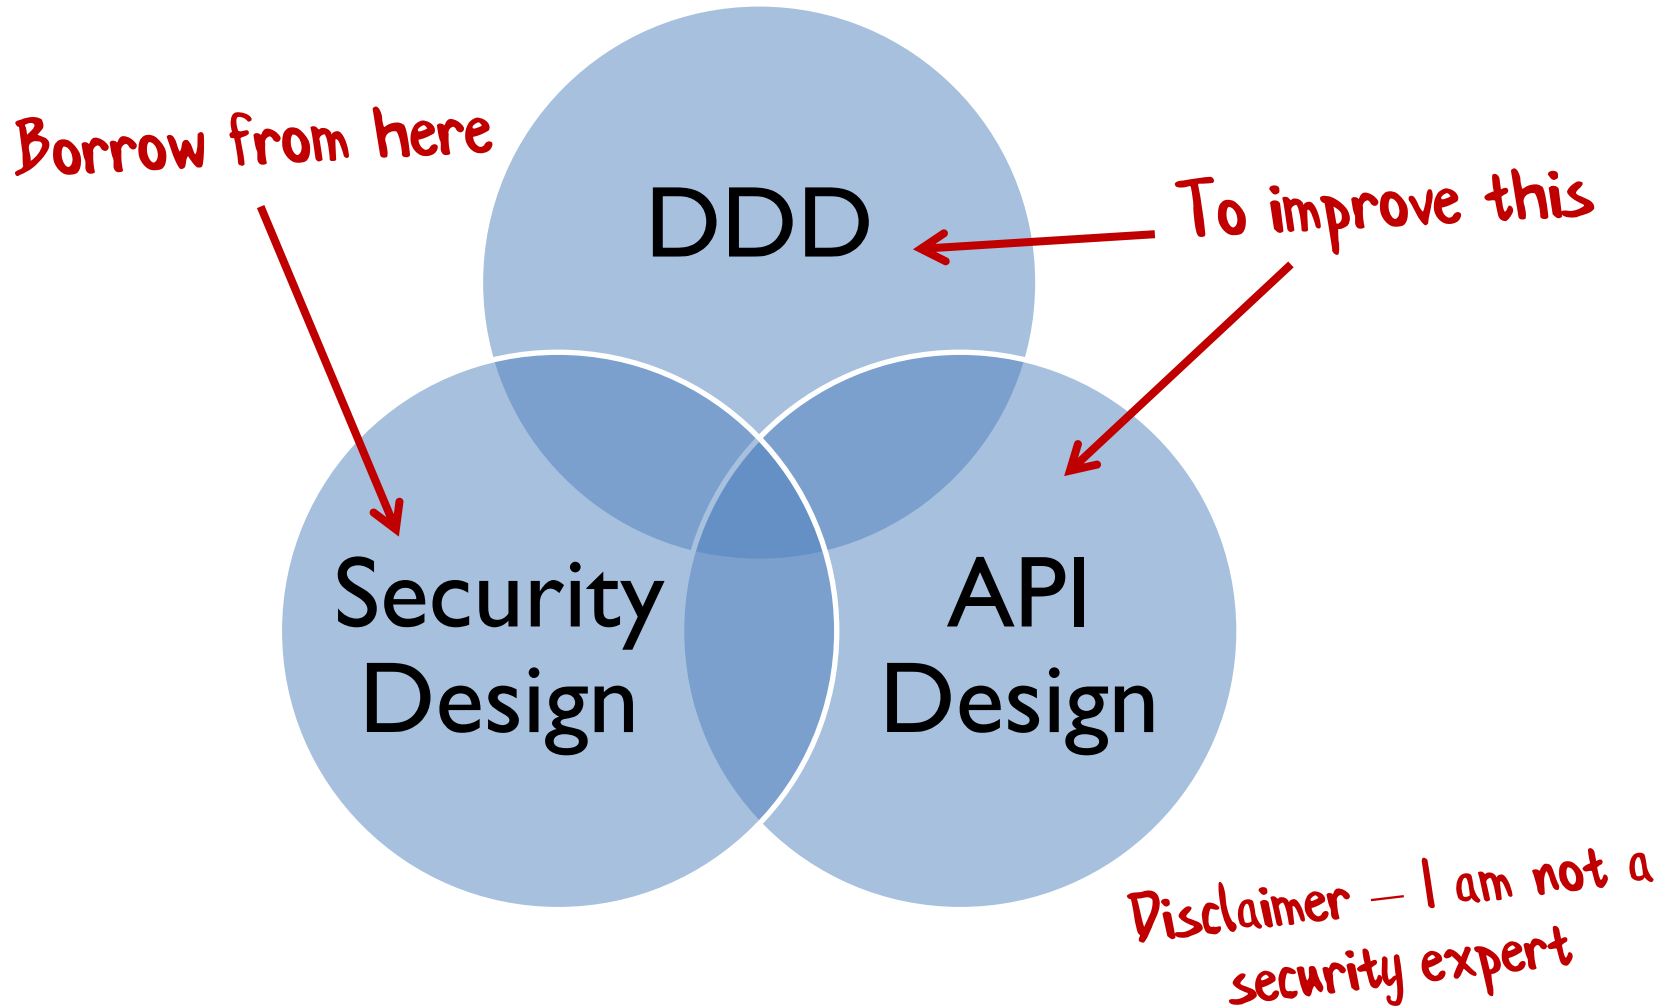 Borrow from here
To improve this
DDD
Security
Design
API
Design
Disclaimer – I am not a
security expert